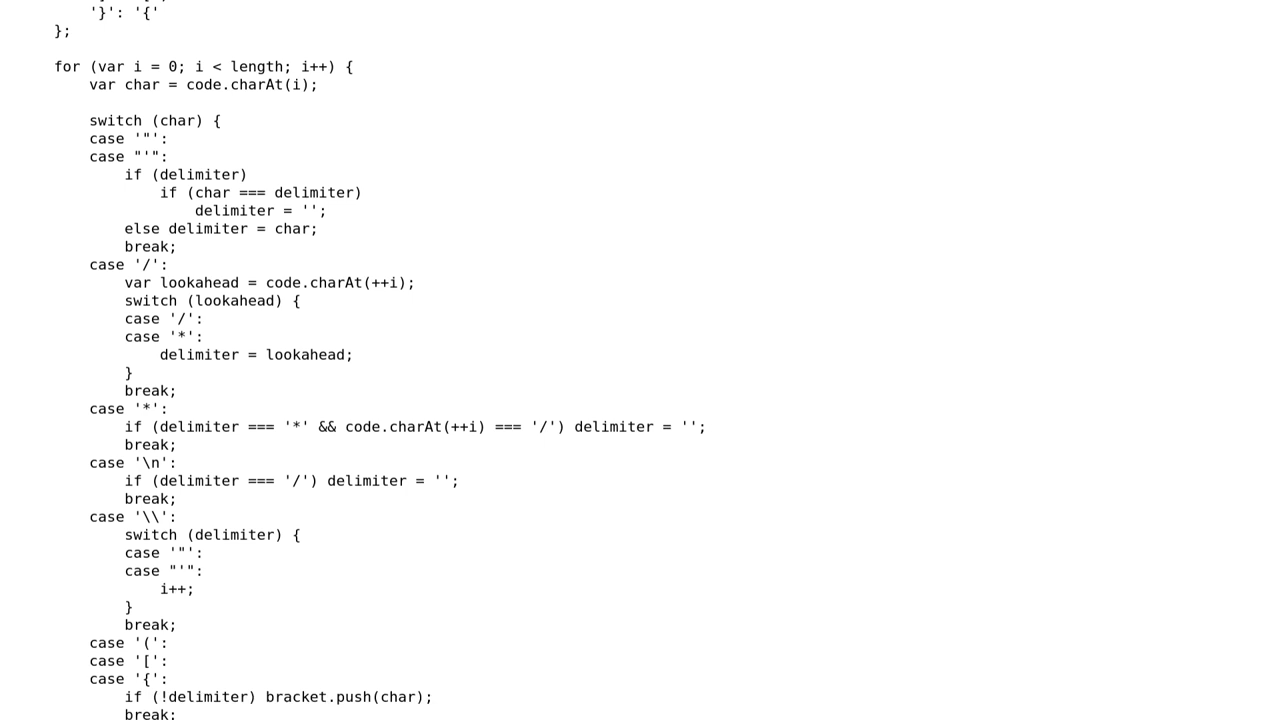 '}': '{'
};
for (var i = 0; i < length; i++) {
var char = code.charAt(i);
switch (char) {
case '"':
case "'":
if (delimiter)
if (char === delimiter)
delimiter = '';
else delimiter = char;
break;
case '/':
var lookahead = code.charAt(++i);
switch (lookahead) {
case '/':
case '*':
delimiter = lookahead;
}
break;
case '*':
if (delimiter === '*' && code.charAt(++i) === '/') delimiter = '';
break;
case '\n':
if (delimiter === '/') delimiter = '';
break;
case '\\':
switch (delimiter) {
case '"':
case "'":
i++;
}
break;
case '(':
case '[':
case '{':
if (!delimiter) bracket.push(char);
break;